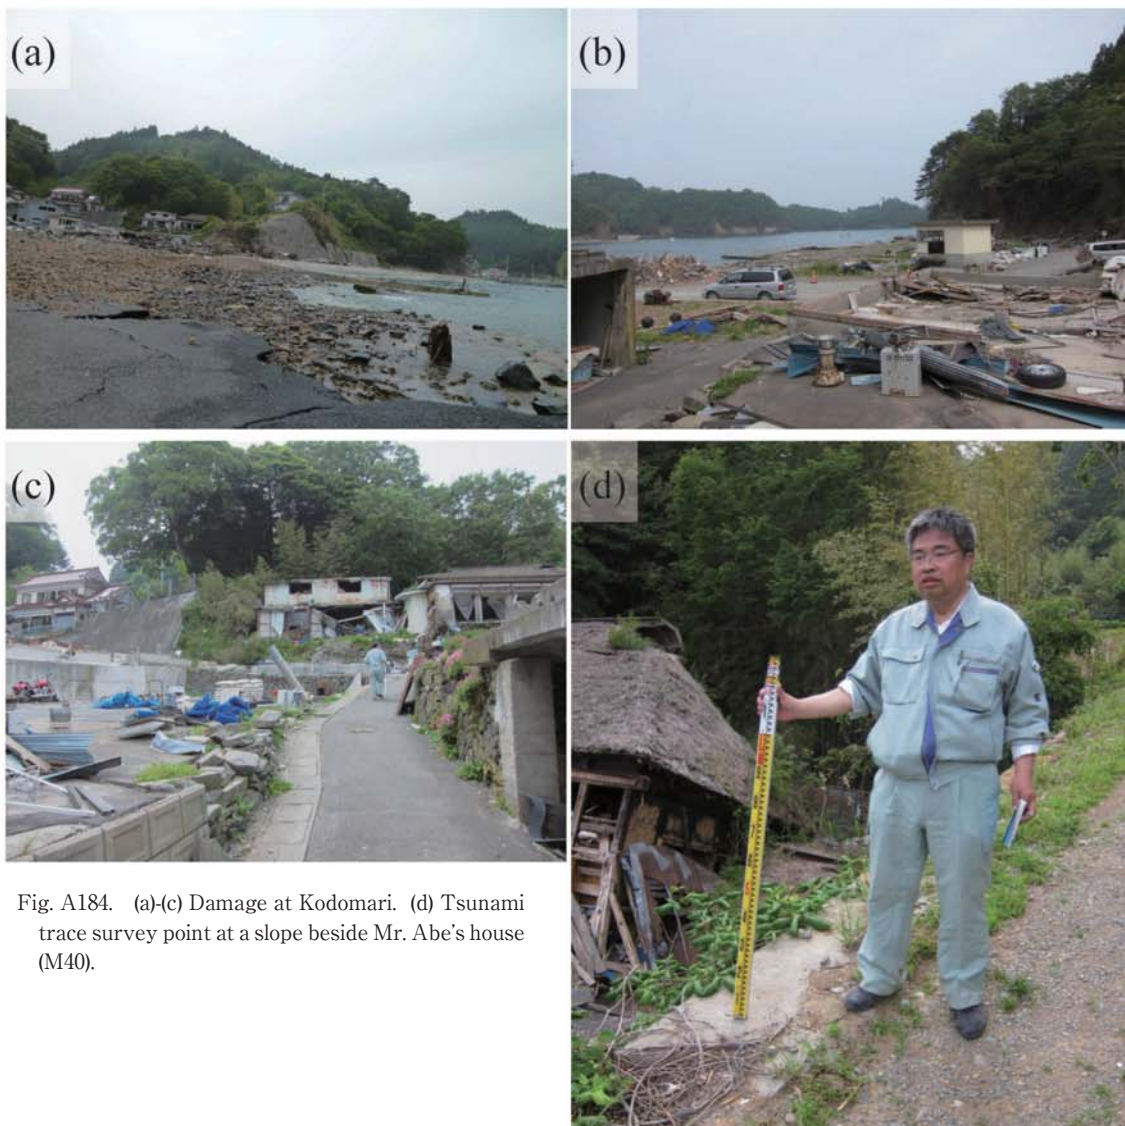 (a)
(b)
(c)
(d)
Fig. A184. (a)-(c) Damage at Kodomari. (d) Tsunami
trace survey point at a slope beside Mr. Abe's house
(M40).